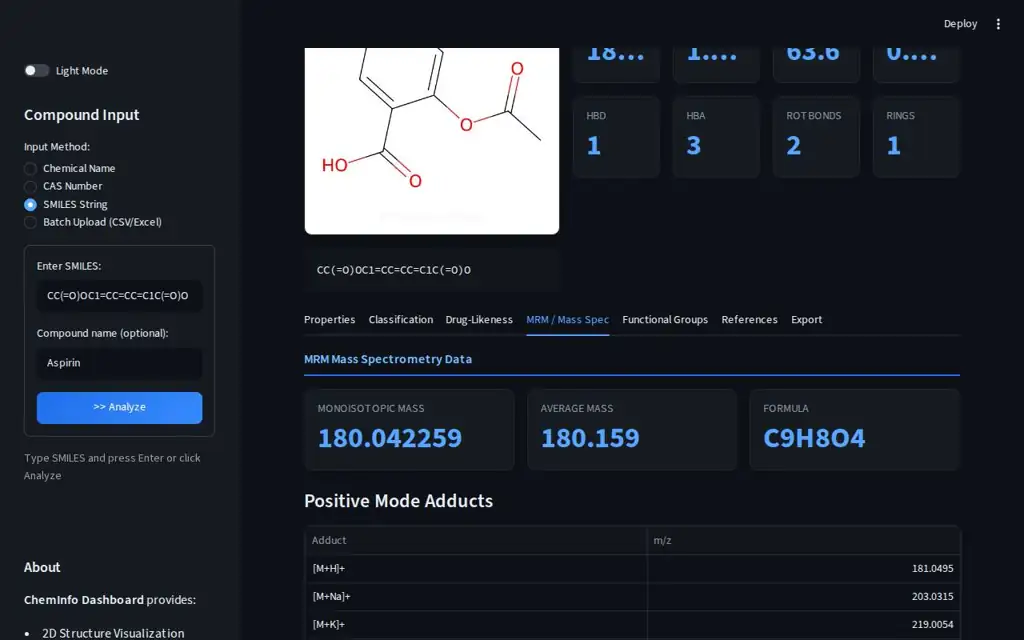 Deploy
Light Mode
Compound Input
Input Method:
Chemical Name
CAS Number
SMILES String
Batch Upload (CSV/Excel)
Enter SMILES:
CC(=O)OC1=CC=CC=C1C(=O)O
Compound name (optional):
Aspirin
>> Analyze
Type SMILES and press Enter or click
Analyze
About
ChemInfo Dashboard provides:
• 2D Structure Visualization
O
O
HO
O
18... 1.... 63.6 0....
HBD HBA ROT BONDS RINGS
1 3 2 1
CC(=O)OC1=CC=CC=C1C(=O)O
Properties Classification Drug-Likeness MRM / Mass Spec Functional Groups References Export
MRM Mass Spectrometry Data
MONOISOTOPIC MASS AVERAGE MASS FORMULA
180.042259 180.159 C9H8O4
Positive Mode Adducts
Adduct m/z
[M+H]+ 181.0495
[M+Na]+ 203.0315
[M+K]+ 219.0054